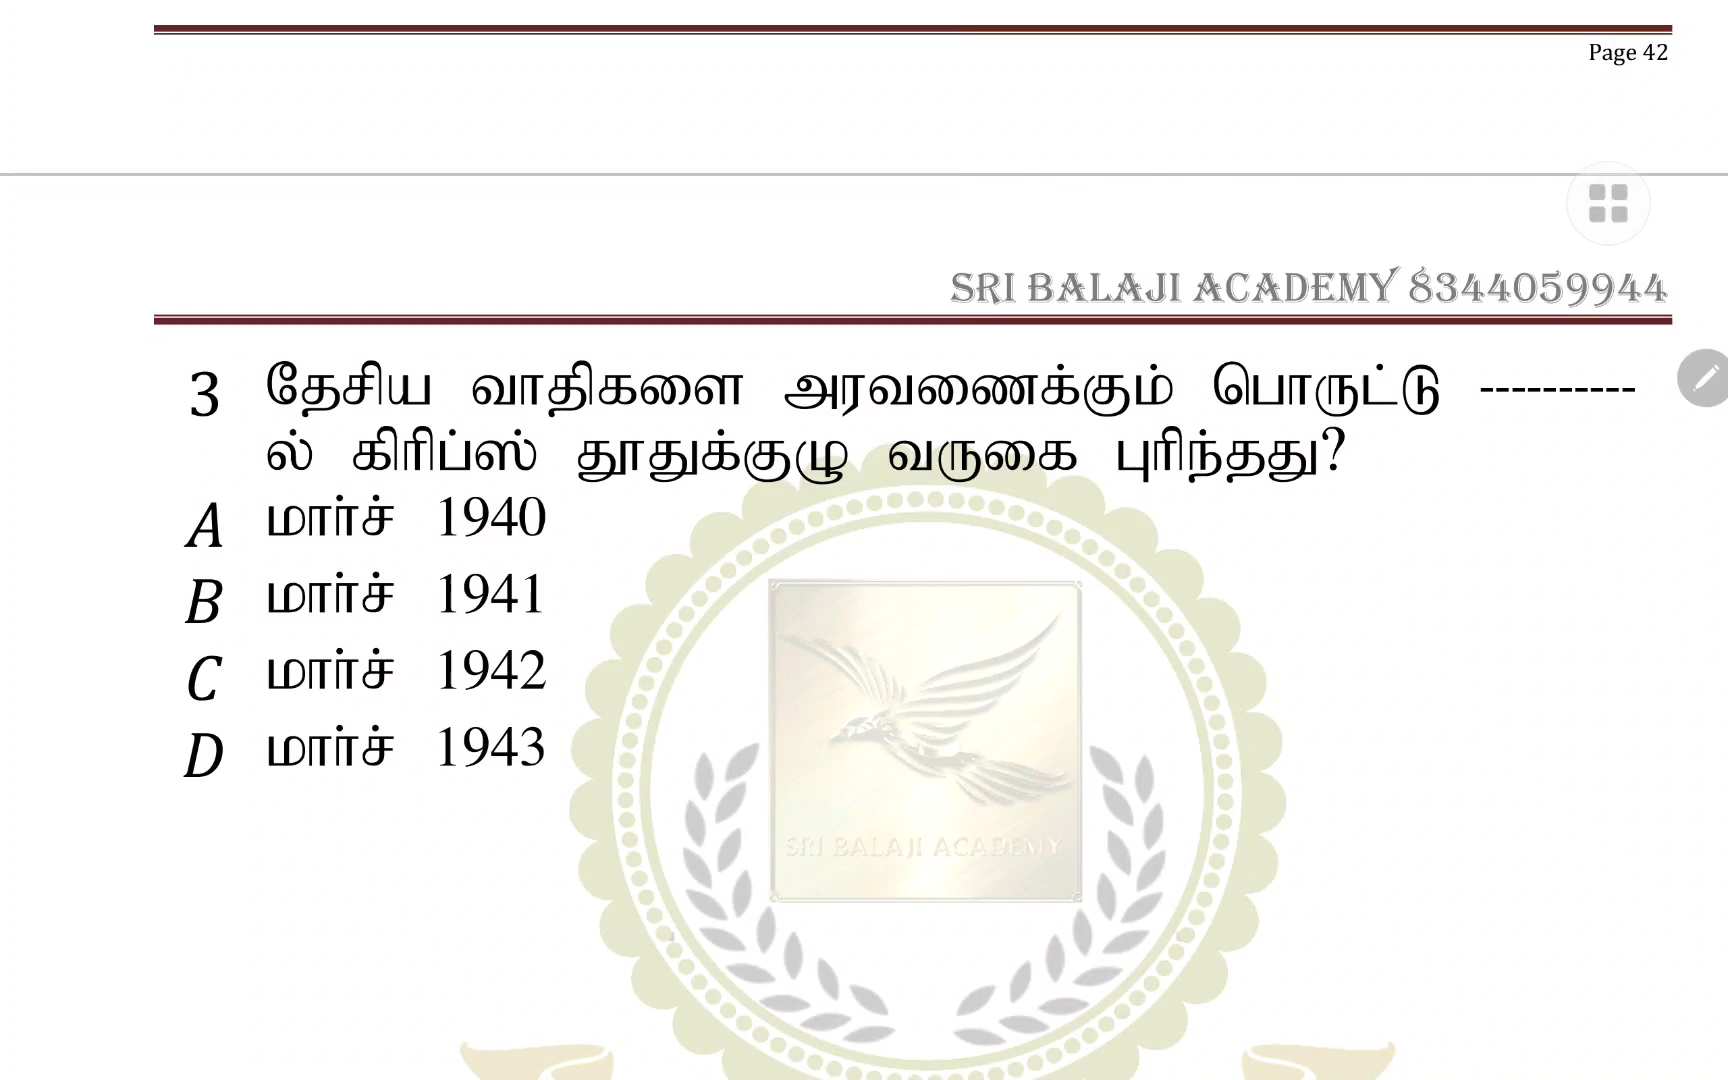 Page 42
SRI BALAJI ACADEMY 8344059944
3 தேசிய வாதிகளை அரவணைக்கும் பொருட்டு ----------
ல் கிரிப்ஸ் தூதுக்குழு வருகை புரிந்தது?
A மார்ச் 1940
B மார்ச் 1941
C மார்ச் 1942
D மார்ச் 1943
SRI BALAJI ACADEMY